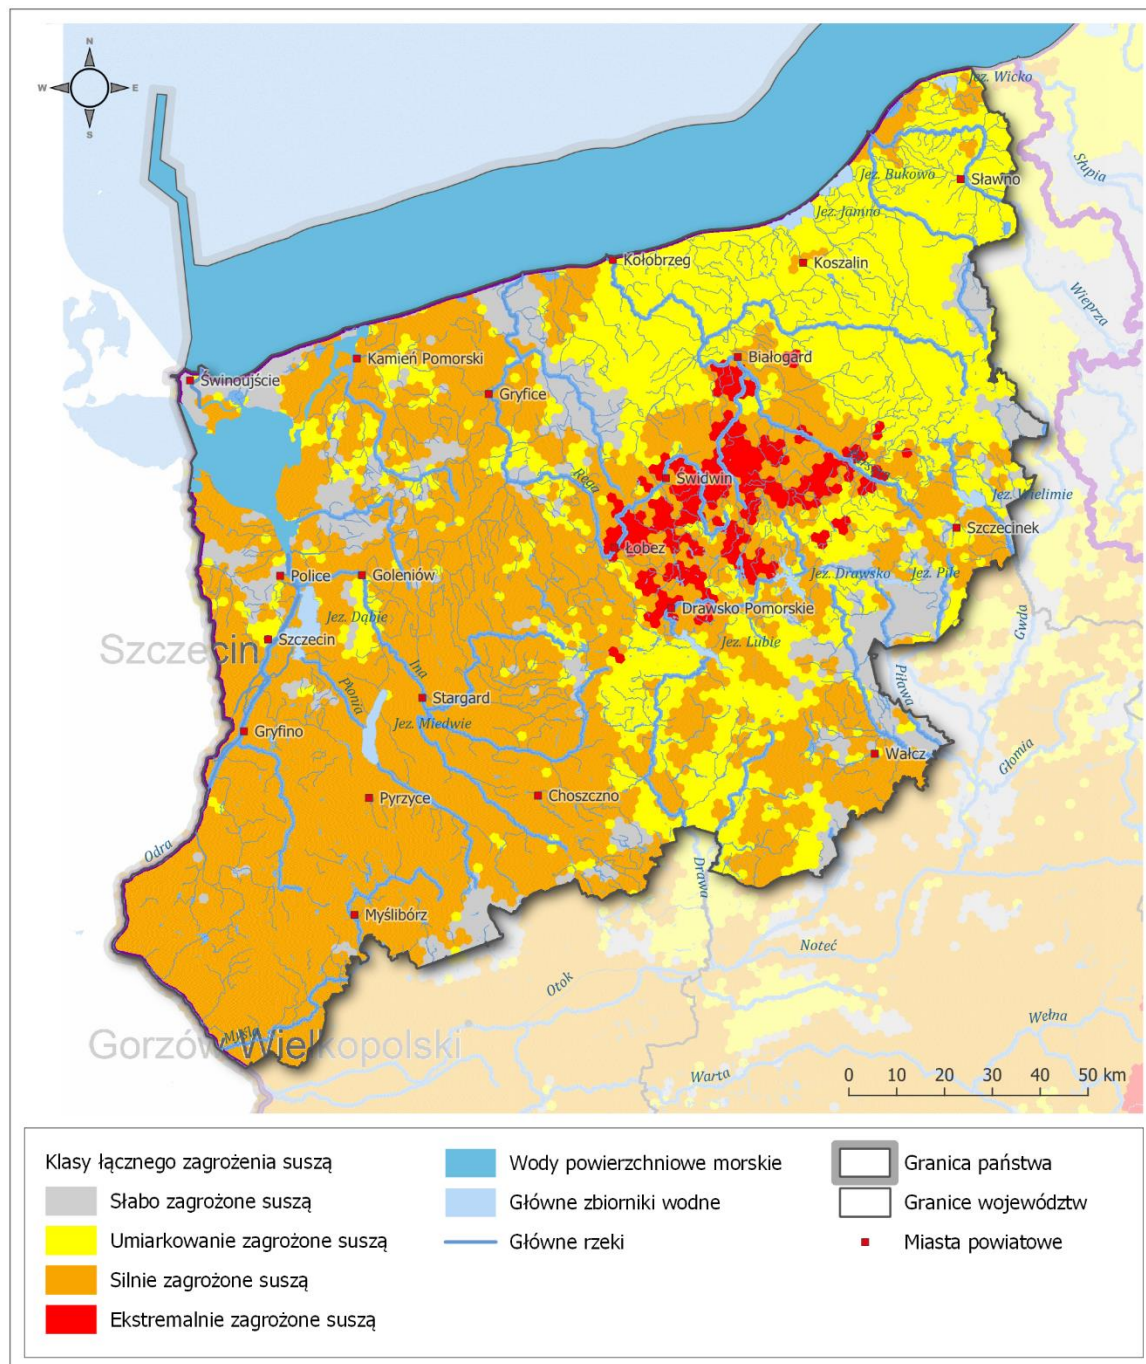 N
W E
S
Jez. Wicko
Słupia
Jez. Bukowo
Sławno
Jez. Jamno
Kołobrzeg
Koszalin
Wieprza
Kamień Pomorski
Białogard
Świnoujście
Gryfice
Rega
Świdwin
Parsęta
Jez. Wielimie
Szczecinek
Łobez
Police
Goleniów
Jez. Drawsko
Jez. Pile
Jez. Dąbie
Drawsko Pomorskie
Gwda
Szczecin
Szczecin
Jez. Lubie
Płonia
Ina
Stargard
Piława
Jez. Miedwie
Gryfino
Wałcz
Głomia
Pyrzyce
Choszczno
Odra
Drawa
Myślibórz
Noteć
Otok
Myśla
Wełna
Gorzów Wielkopolski
Warta
0 10 20 30 40 50 km
Klasy łącznego zagrożenia suszą
Słabo zagrożone suszą
Umiarkowanie zagrożone suszą
Silnie zagrożone suszą
Ekstremalnie zagrożone suszą
Wody powierzchniowe morskie
Główne zbiorniki wodne
Główne rzeki
Granica państwa
Granice województw
Miasta powiatowe